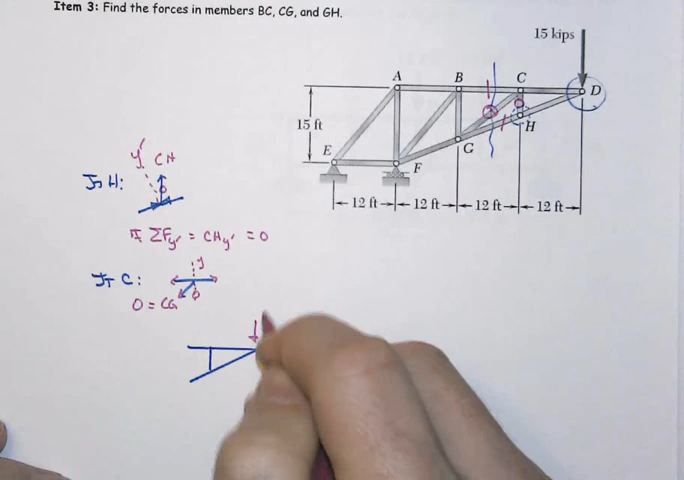 Item 3: Find the forces in members BC, CG, and GH.
15 kips
A
B
C
D
15 ft
E
F
G
H
12 ft
12 ft
12 ft
12 ft
y' CH
JT H:
IF ΣFy' = CHy' = 0
y
JT C:
0 = CG